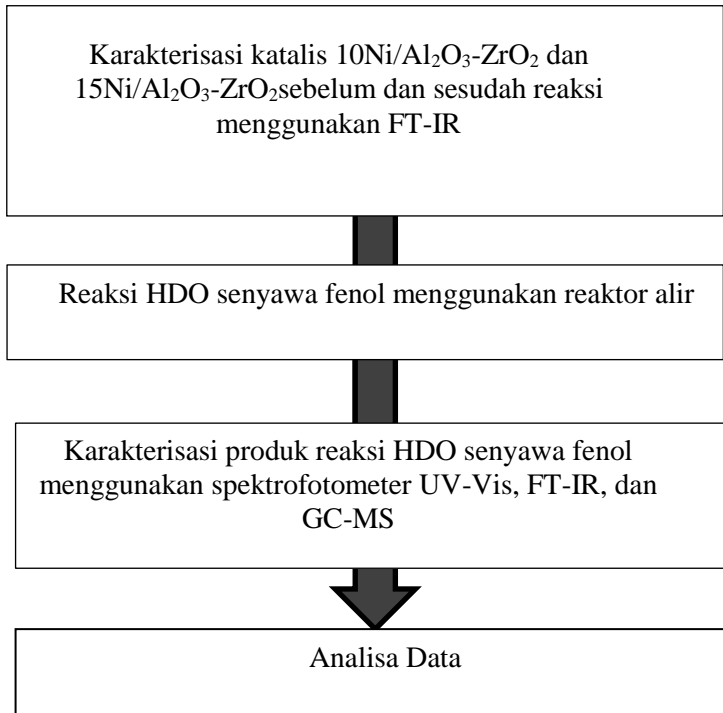 Karakterisasi katalis 10Ni/Al₂O₃-ZrO₂ dan
15Ni/Al₂O₃-ZrO₂sebelum dan sesudah reaksi
menggunakan FT-IR
Reaksi HDO senyawa fenol menggunakan reaktor alir
Karakterisasi produk reaksi HDO senyawa fenol
menggunakan spektrofotometer UV-Vis, FT-IR, dan
GC-MS
Analisa Data